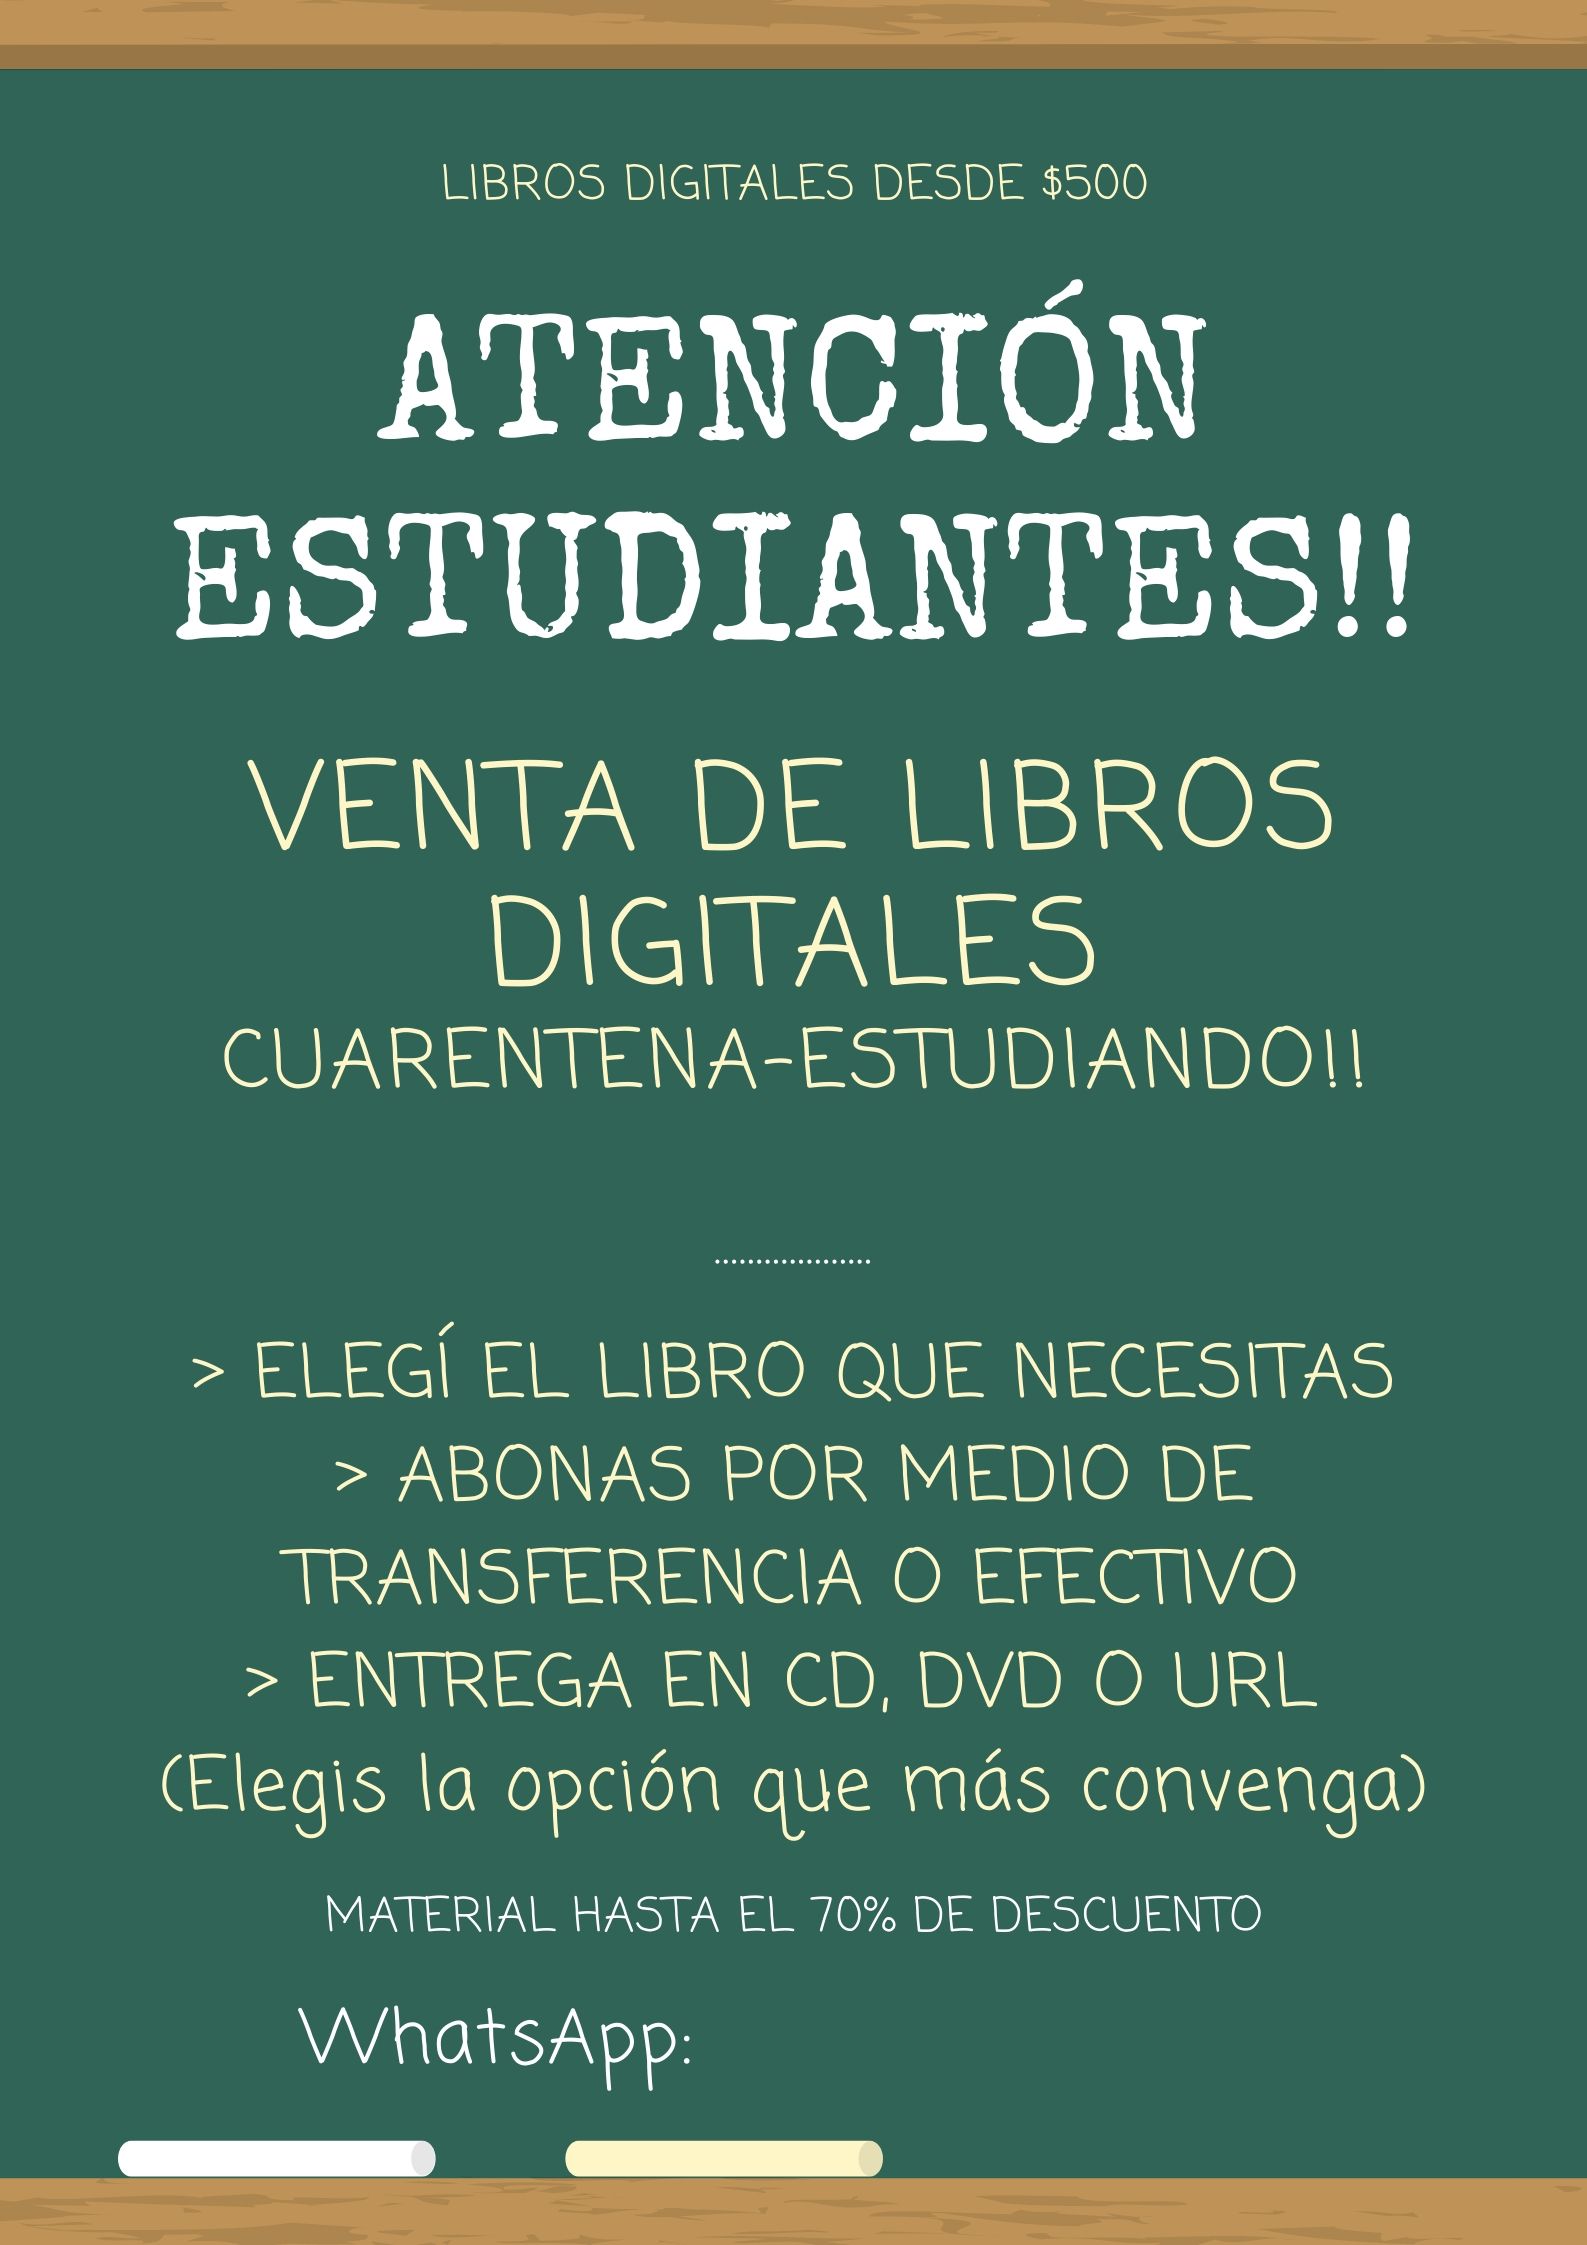 LIBROS DIGITALES DESDE $500
ATENCIÓN
ESTUDIANTES!!
VENTA DE LIBROS
DIGITALES
CUARENTENA-ESTUDIANDO!!
> ELEGÍ EL LIBRO QUE NECESITAS
> ABONAS POR MEDIO DE
TRANSFERENCIA O EFECTIVO
> ENTREGA EN CD, DVD O URL
(Elegis la opción que más convenga)
MATERIAL HASTA EL 70% DE DESCUENTO
WhatsApp: